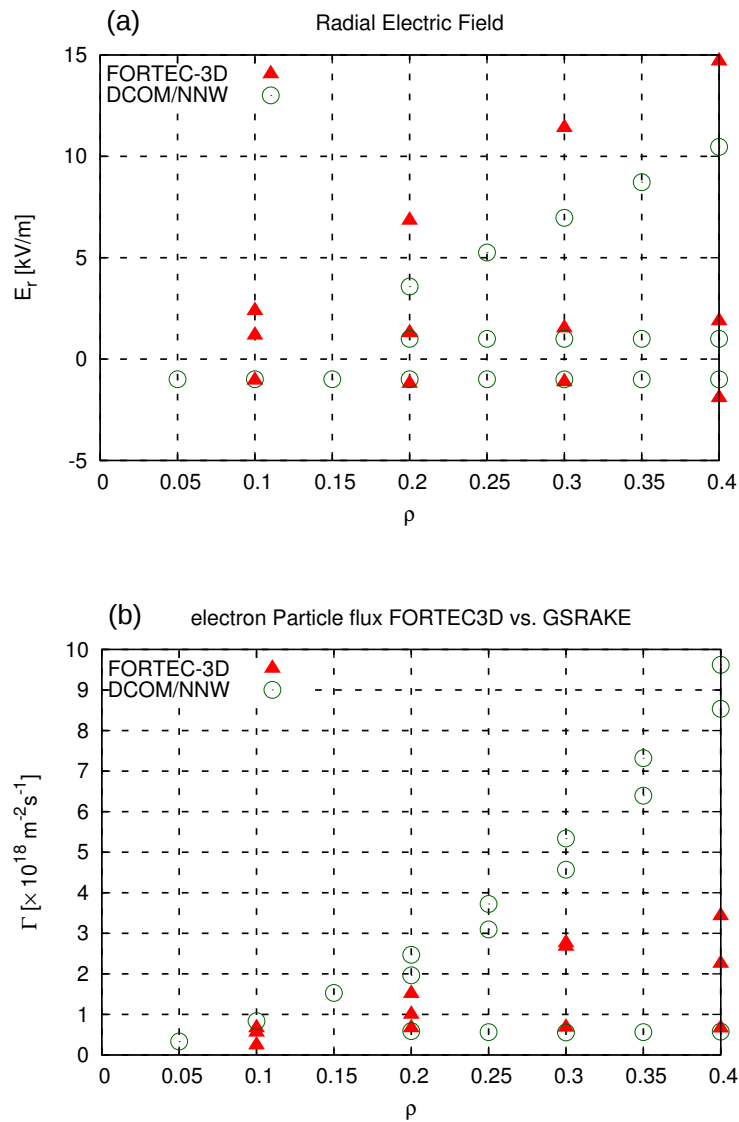 (a)
Radial Electric Field
FORTEC-3D
DCOM/NNW
15
10
5
0
-5
E_r [kV/m]
0 0.05 0.1 0.15 0.2 0.25 0.3 0.35 0.4
ρ
(b)
electron Particle flux FORTEC3D vs. GSRAKE
FORTEC-3D
DCOM/NNW
10
9
8
7
6
5
4
3
2
1
0
Γ [× 10^18 m^-2 s^-1]
0 0.05 0.1 0.15 0.2 0.25 0.3 0.35 0.4
ρ